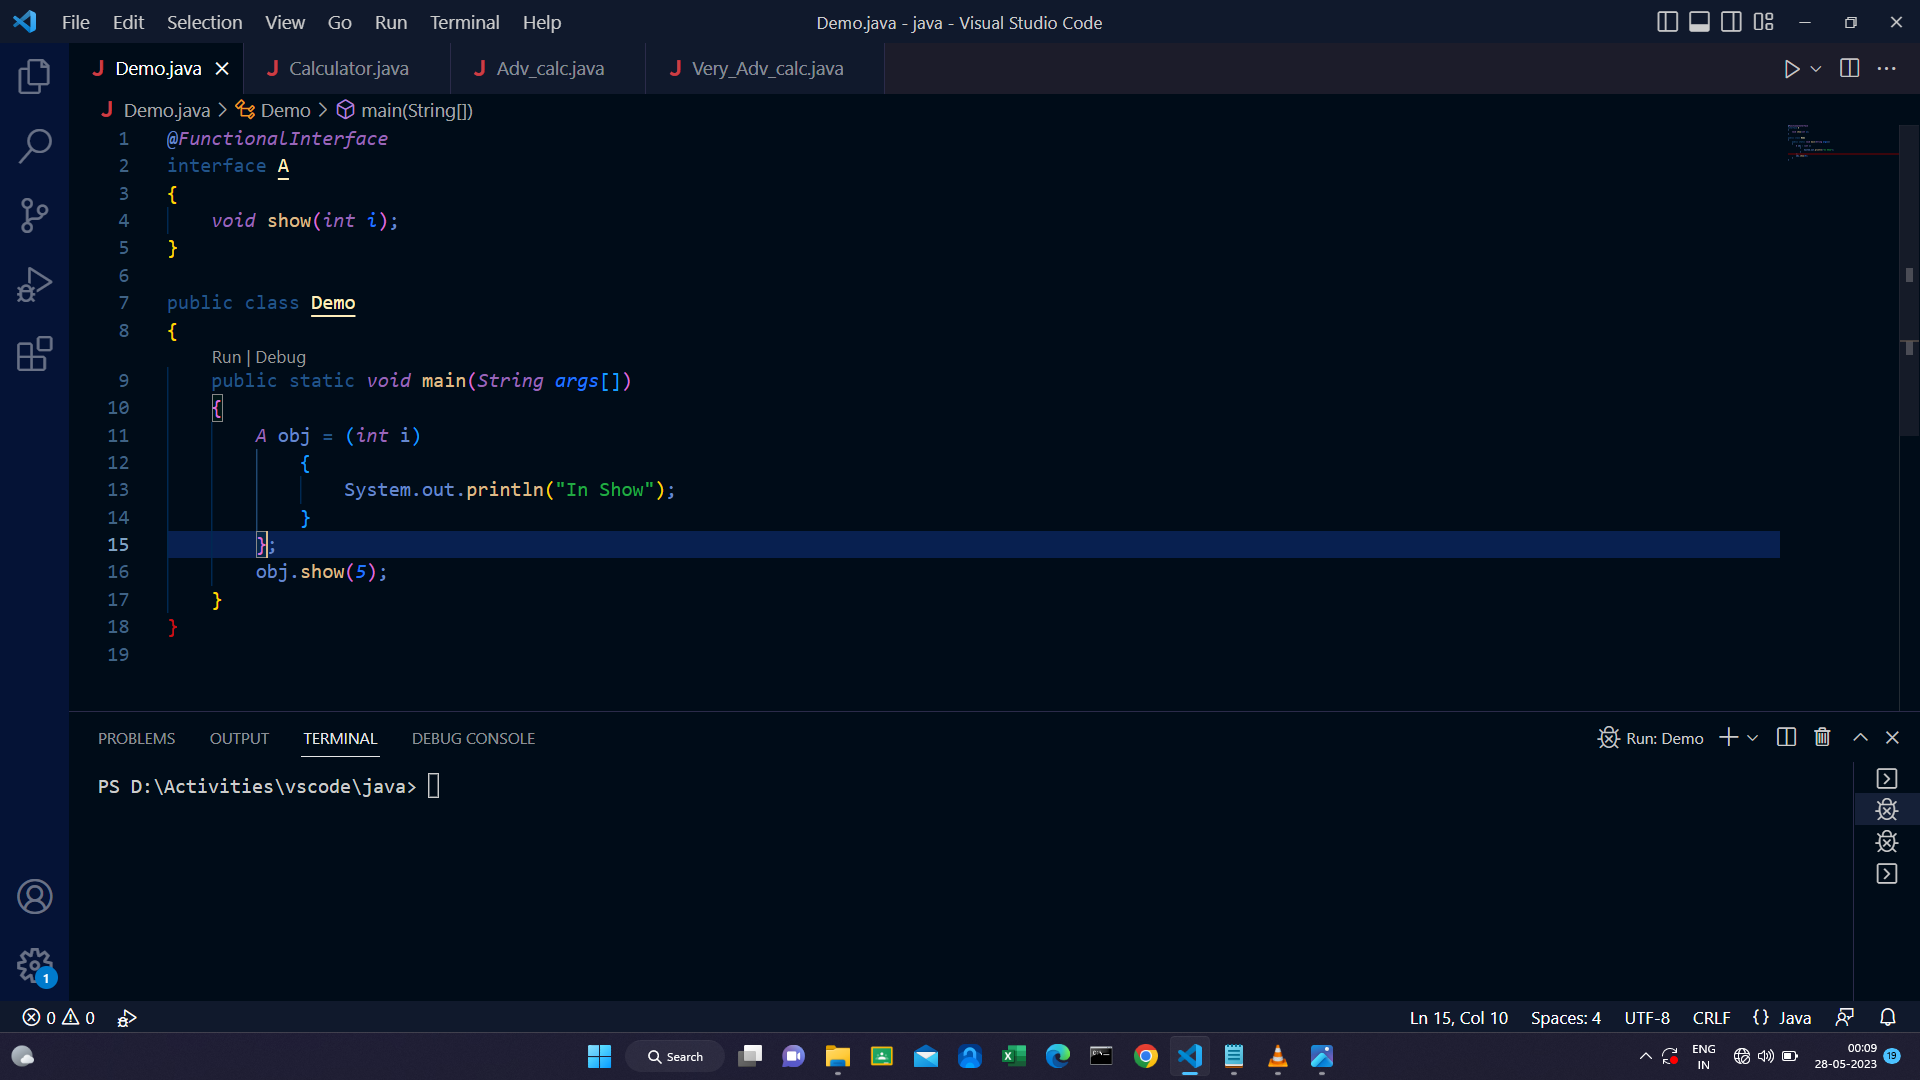 File Edit Selection View Go Run Terminal Help Demo.java - java - Visual Studio Code
Demo.java Calculator.java Adv_calc.java Very_Adv_calc.java
Demo.java > Demo > main(String[])
1 @FunctionalInterface
2 interface A
3 {
4 void show(int i);
5 }
6
7 public class Demo
8 {
Run | Debug
9 public static void main(String args[])
10 {
11 A obj = (int i)
12 {
13 System.out.println("In Show");
14 }
15 };
16 obj.show(5);
17 }
18 }
19
PROBLEMS OUTPUT TERMINAL DEBUG CONSOLE Run: Demo
PS D:\Activities\vscode\java>
1
0 0 Ln 15, Col 10 Spaces: 4 UTF-8 CRLF {} Java
Search ENG 00:09
IN 28-05-2023 19